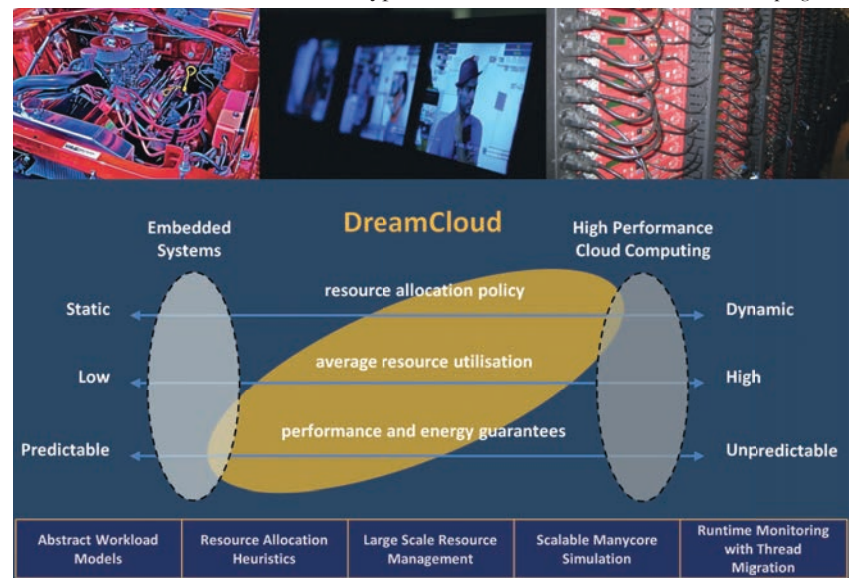 DreamCloud
Embedded
Systems
High Performance
Cloud Computing
Static
resource allocation policy
Dynamic
Low
average resource utilisation
High
Predictable
performance and energy guarantees
Unpredictable
Abstract Workload
Models
Resource Allocation
Heuristics
Large Scale Resource
Management
Scalable Manycore
Simulation
Runtime Monitoring
with Thread
Migration